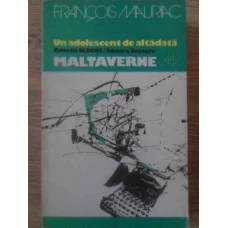 FRANÇOIS MAURIAC
Un adolescent de altădată
MALTAVERNE